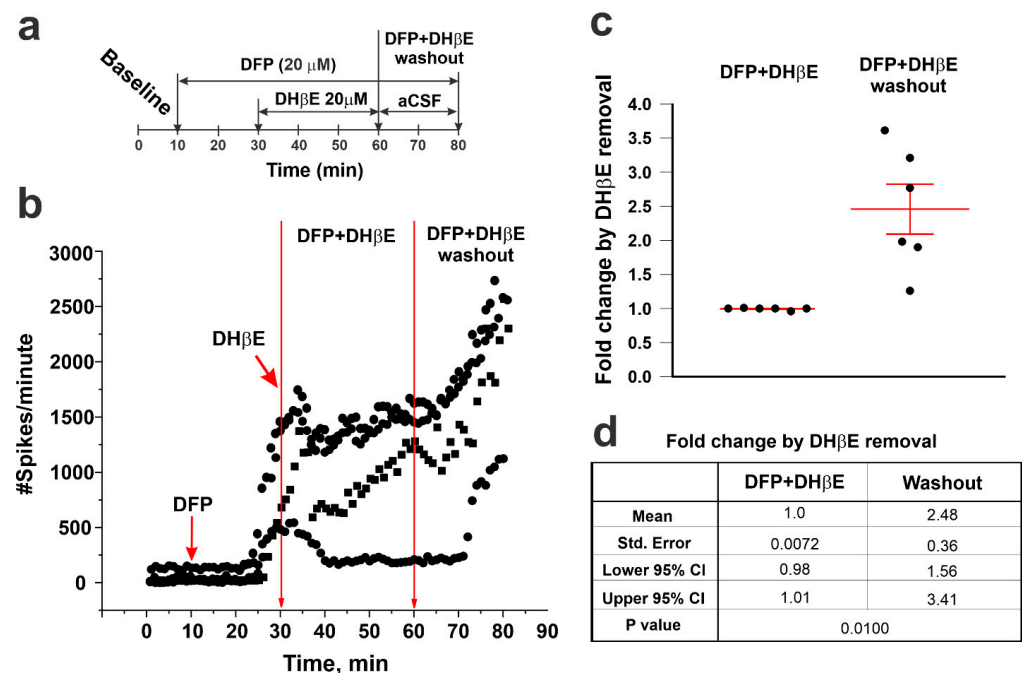 a
Baseline
DFP (20 μM)
DFP+DHβE
washout
DHβE 20μM
aCSF
0 10 20 30 40 50 60 70 80
Time (min)
b
#Spikes/minute
3000
2500
2000
1500
1000
500
0
DFP
DHβE
DFP+DHβE
DFP+DHβE
washout
0 10 20 30 40 50 60 70 80 90
Time, min
c
DFP+DHβE
DFP+DHβE
washout
Fold change by DHβE removal
4.0
3.5
3.0
2.5
2.0
1.5
1.0
0.5
0.0
d
Fold change by DHβE removal
DFP+DHβE Washout
Mean 1.0 2.48
Std. Error 0.0072 0.36
Lower 95% CI 0.98 1.56
Upper 95% CI 1.01 3.41
P value 0.0100